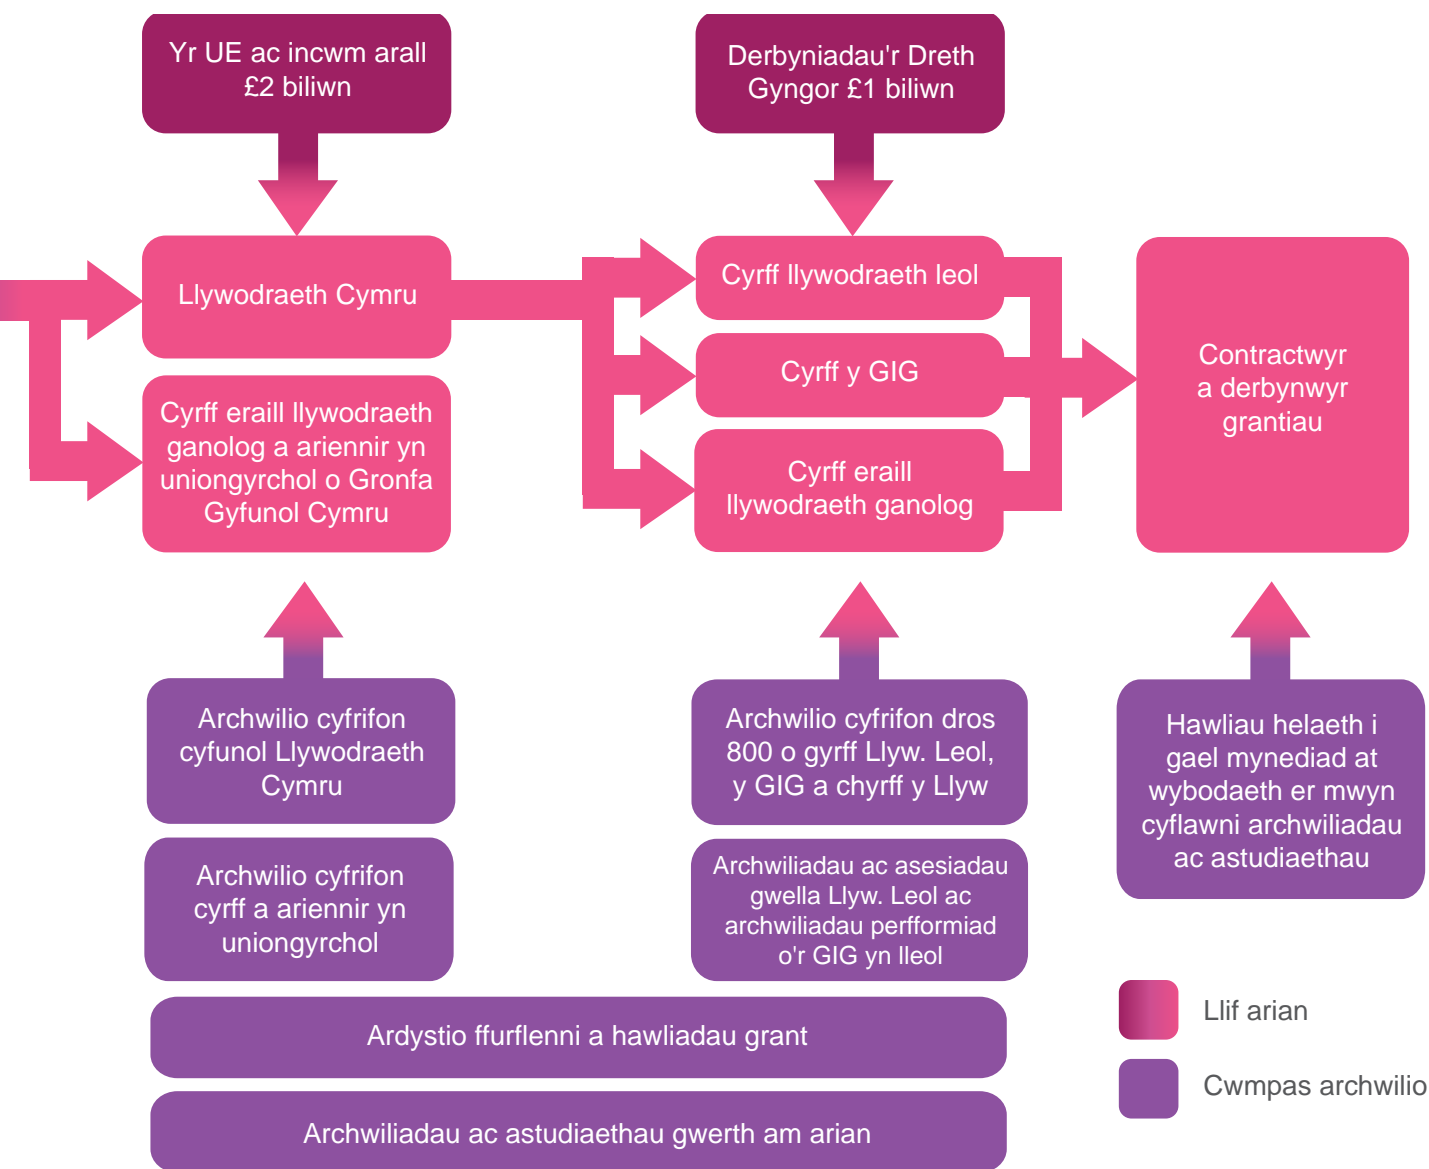 Yr UE ac incwm arall
£2 biliwn
Derbyniadau'r Dreth
Gyngor £1 biliwn
Llywodraeth Cymru
Cyrff eraill llywodraeth
ganolog a ariennir yn
uniongyrchol o Gronfa
Gyfunol Cymru
Cyrff llywodraeth leol
Cyrff y GIG
Cyrff eraill
llywodraeth ganolog
Contractwyr
a derbynwyr
grantiau
Archwilio cyfrifon
cyfunol Llywodraeth
Cymru
Archwilio cyfrifon
cyrff a ariennir yn
uniongyrchol
Archwilio cyfrifon dros
800 o gyrff Llyw. Leol,
y GIG a chyrff y Llyw
Archwiliadau ac asesiadau
gwella Llyw. Leol ac
archwiliadau perfformiad
o'r GIG yn lleol
Hawliau helaeth i
gael mynediad at
wybodaeth er mwyn
cyflawni archwiliadau
ac astudiaethau
Ardystio ffurflenni a hawliadau grant
Archwiliadau ac astudiaethau gwerth am arian
Llif arian
Cwmpas archwilio